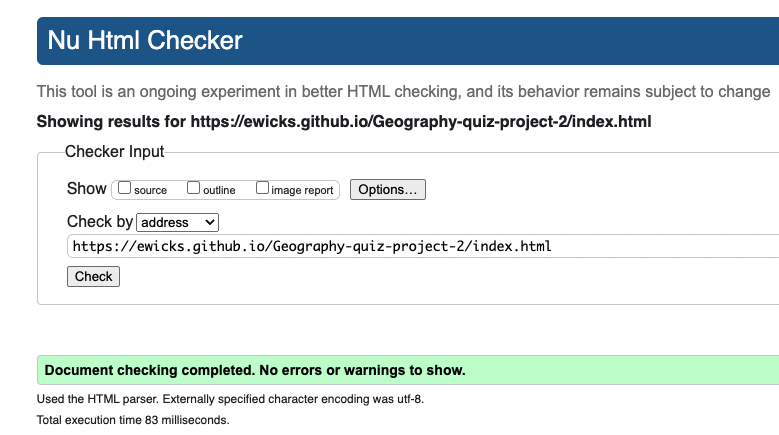 Nu Html Checker
This tool is an ongoing experiment in better HTML checking, and its behavior remains subject to change
Showing results for https://ewicks.github.io/Geography-quiz-project-2/index.html
Checker Input
Show source outline image report Options...
Check by address
https://ewicks.github.io/Geography-quiz-project-2/index.html
Check
Document checking completed. No errors or warnings to show.
Used the HTML parser. Externally specified character encoding was utf-8.
Total execution time 83 milliseconds.